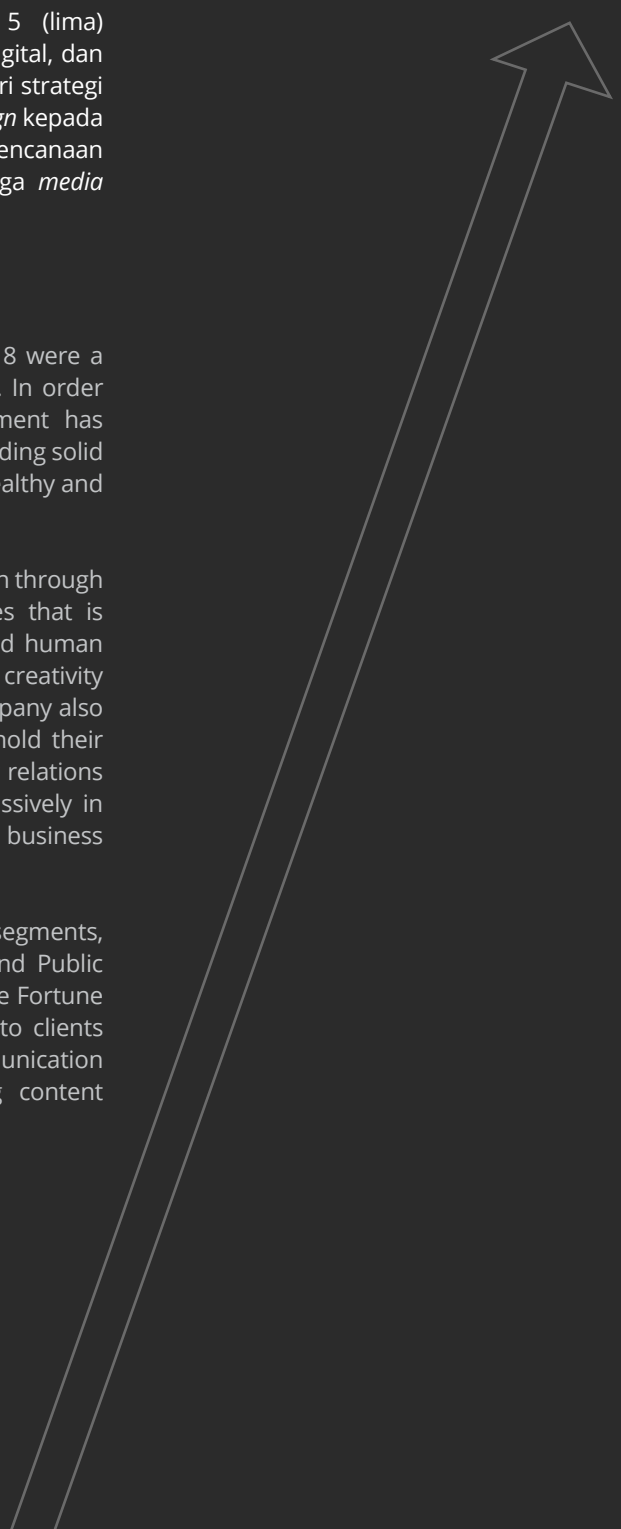 5 (lima)
gital, dan
ri strategi
gn kepada
encanaan
ga media
8 were a
. In order
ment has
ding solid
ealthy and
n through
es that is
d human
creativity
pany also
hold their
relations
ssively in
business
segments,
nd Public
e Fortune
to clients
unication
g content